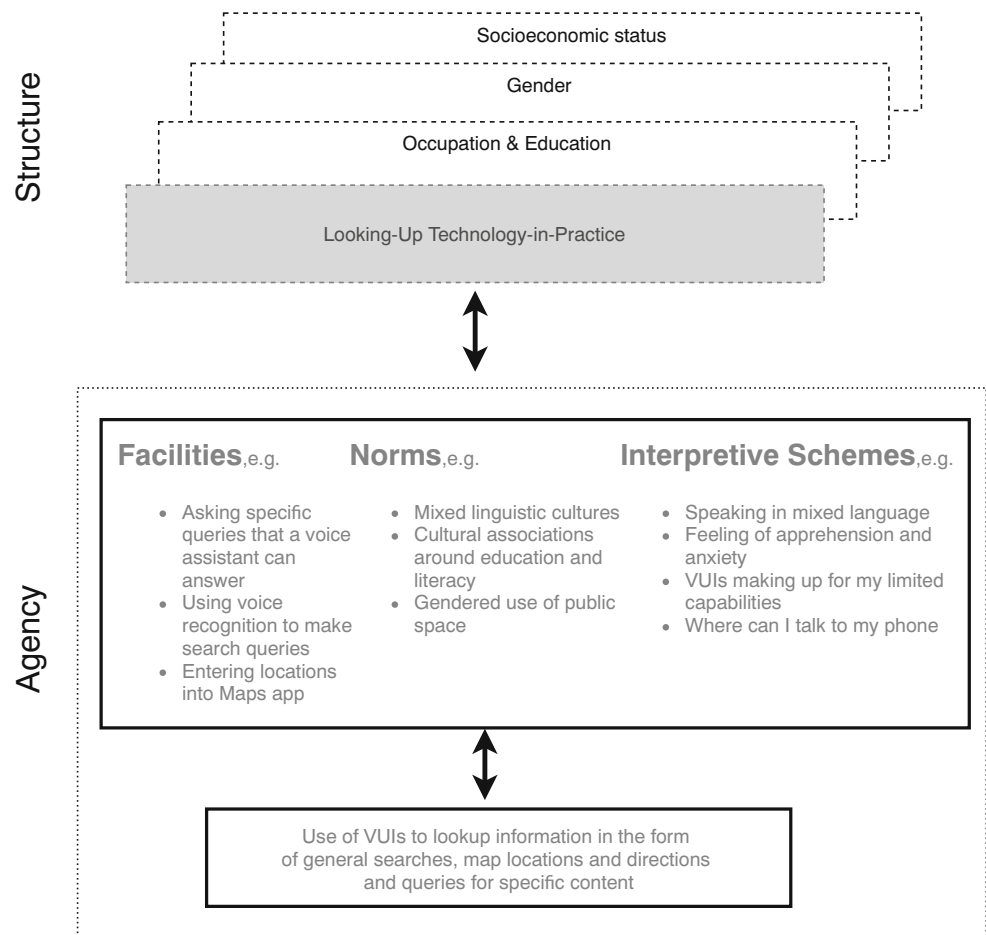 Structure
Socioeconomic status
Gender
Occupation & Education
Looking-Up Technology-in-Practice
Agency
Facilities,e.g.
• Asking specific
queries that a voice
assistant can
answer
• Using voice
recognition to make
search queries
• Entering locations
into Maps app
Norms,e.g.
• Mixed linguistic cultures
• Cultural associations
around education and
literacy
• Gendered use of public
space
Interpretive Schemes,e.g.
• Speaking in mixed language
• Feeling of apprehension and
anxiety
• VUIs making up for my limited
capabilities
• Where can I talk to my phone
Use of VUIs to lookup information in the form
of general searches, map locations and directions
and queries for specific content